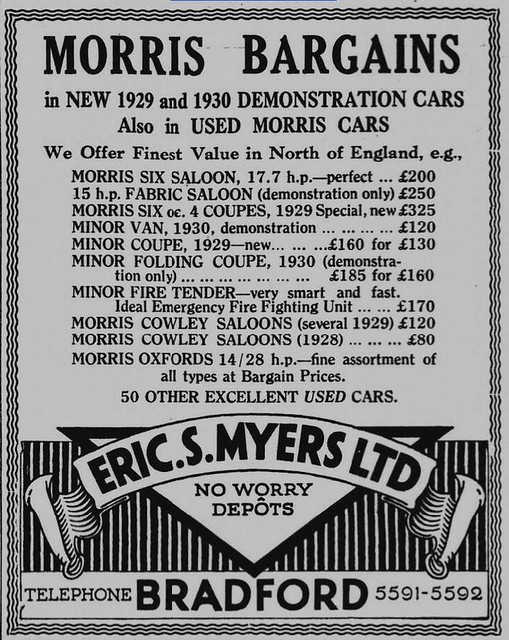 MORRIS BARGAINS
in NEW 1929 and 1930 DEMONSTRATION CARS
Also in USED MORRIS CARS
We Offer Finest Value in North of England, e.g.,
MORRIS SIX SALOON, 17.7 h.p.—perfect ... £200
15 h.p. FABRIC SALOON (demonstration only) £250
MORRIS SIX oc. 4 COUPES, 1929 Special, new £325
MINOR VAN, 1930, demonstration ... ... ... ... £120
MINOR COUPE, 1929—new... ... ...£160 for £130
MINOR FOLDING COUPE, 1930 (demonstra-
tion only) ... ... ... ... ... ... ... £185 for £160
MINOR FIRE TENDER—very smart and fast.
Ideal Emergency Fire Fighting Unit ... ... £170
MORRIS COWLEY SALOONS (several 1929) £120
MORRIS COWLEY SALOONS (1928) ... ... ... £80
MORRIS OXFORDS 14/28 h.p.—fine assortment of
all types at Bargain Prices.
50 OTHER EXCELLENT USED CARS.
ERIC.S.MYERS LTD
NO WORRY
DEPÔTS
TELEPHONE BRADFORD 5591-5592